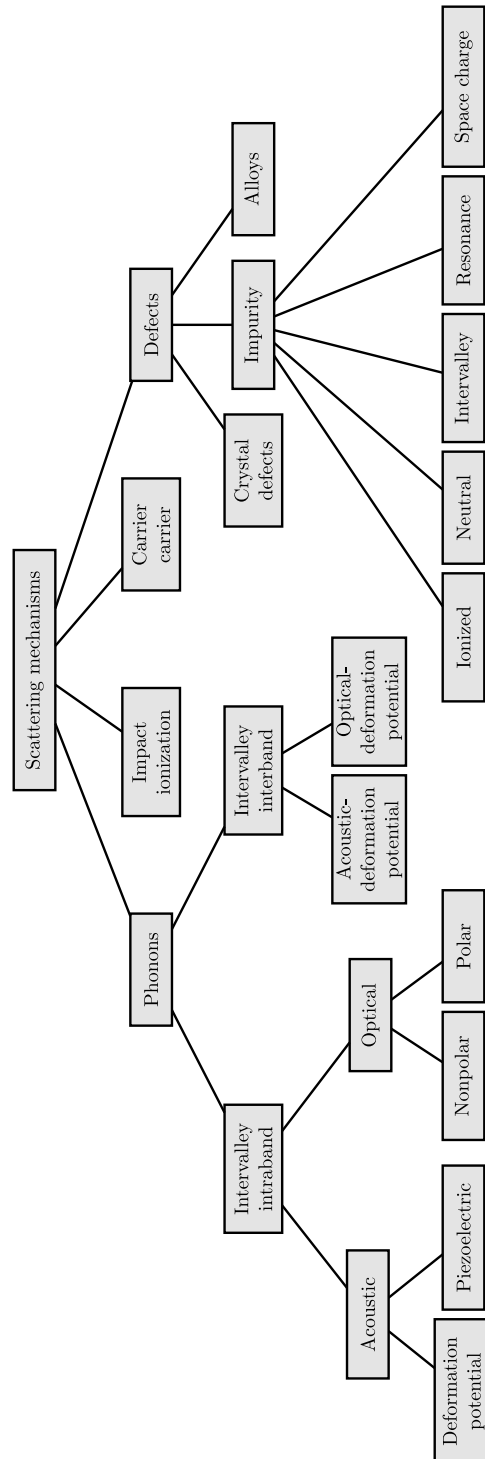 Scattering mechanisms
Phonons
Impact
ionization
Carrier
carrier
Defects
Intervalley
intraband
Intervalley
interband
Crystal
defects
Impurity
Alloys
Acoustic
Optical
Acoustic-
deformation
potential
Optical-
deformation
potential
Deformation
potential
Piezoelectric
Nonpolar
Polar
Ionized
Neutral
Intervalley
Resonance
Space charge